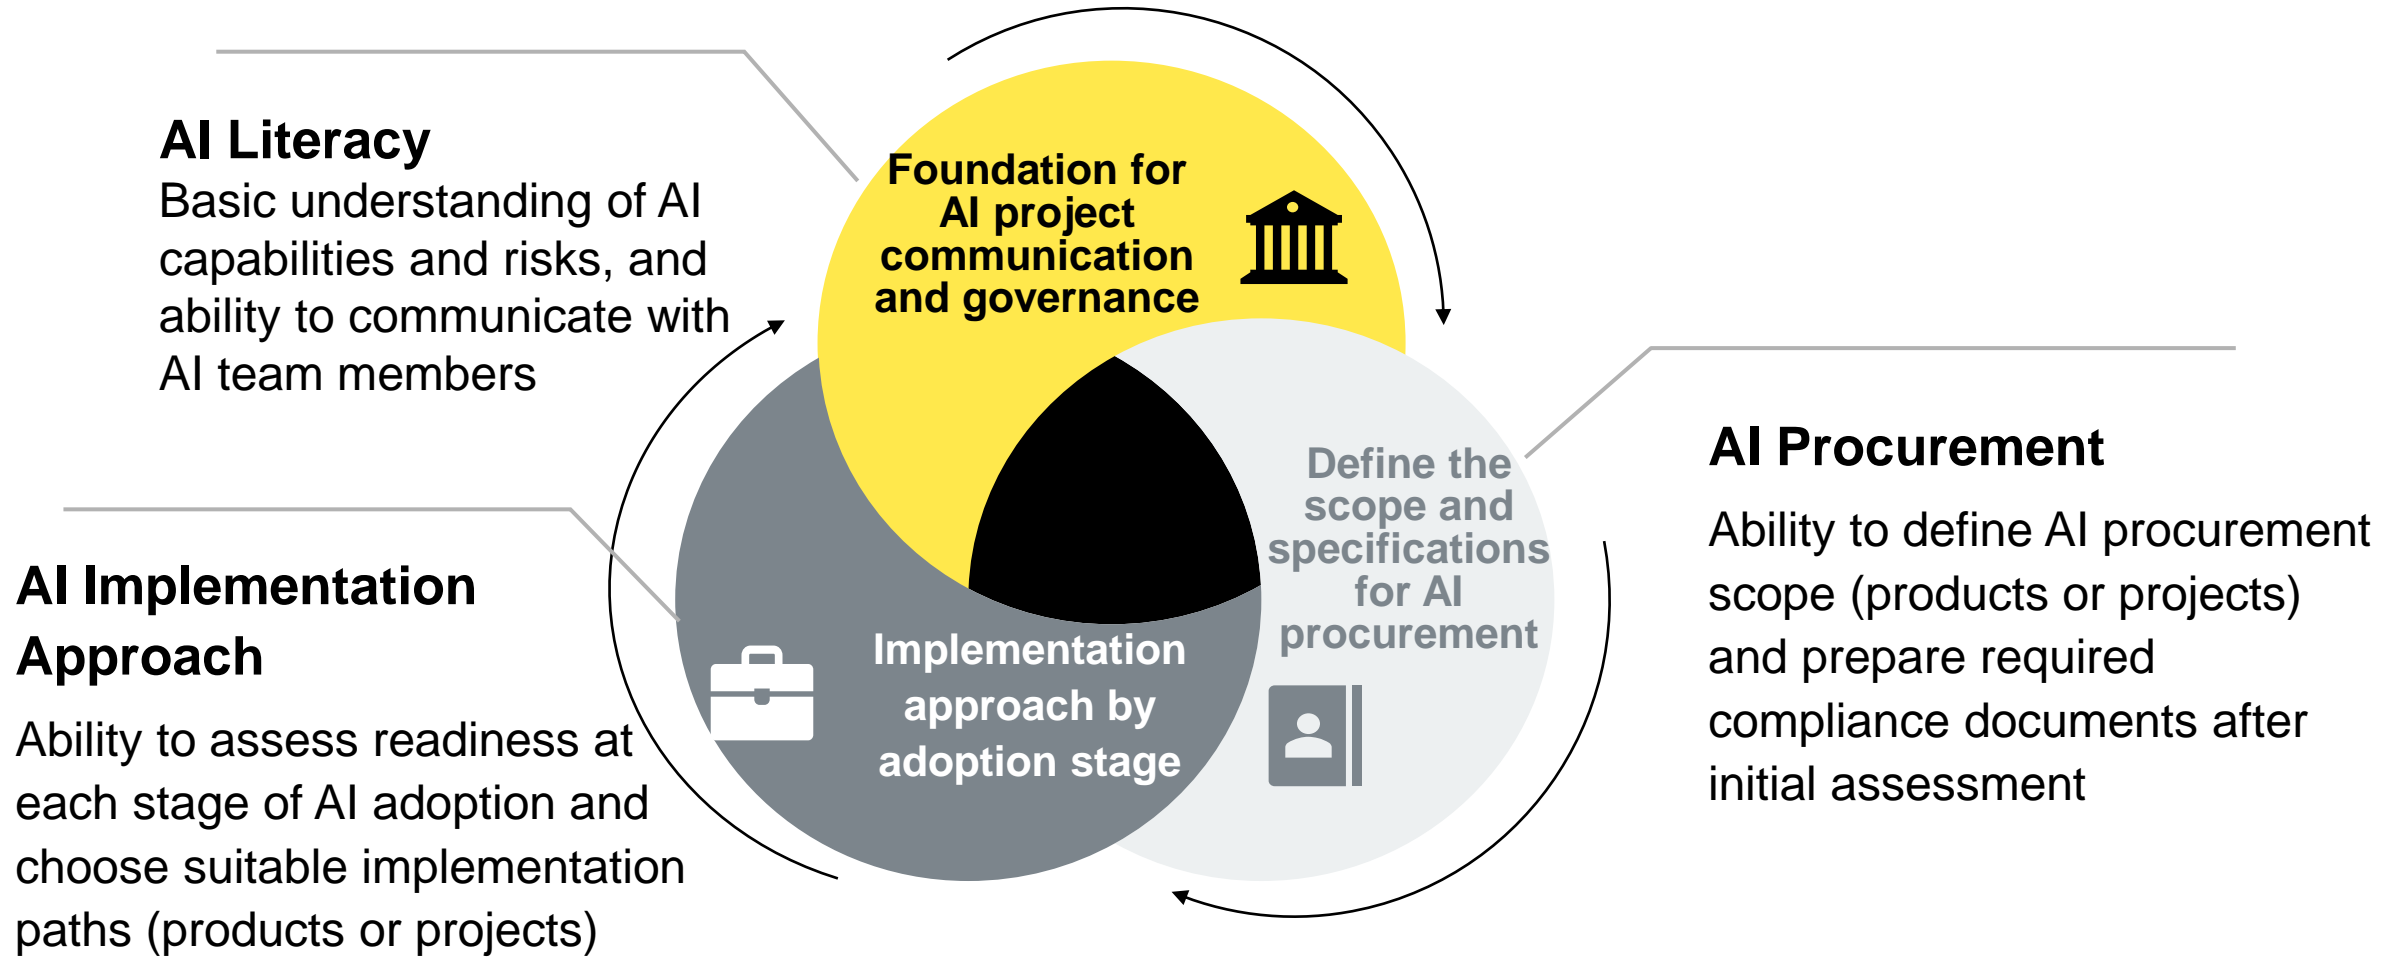 AI Literacy
Basic understanding of AI
capabilities and risks, and
ability to communicate with
AI team members
Foundation for
AI project
communication
and governance
AI Procurement
Ability to define AI procurement
scope (products or projects)
and prepare required
compliance documents after
initial assessment
Define the
scope and
specifications
for AI
procurement
AI Implementation
Approach
Ability to assess readiness at
each stage of AI adoption and
choose suitable implementation
paths (products or projects)
Implementation
approach by
adoption stage